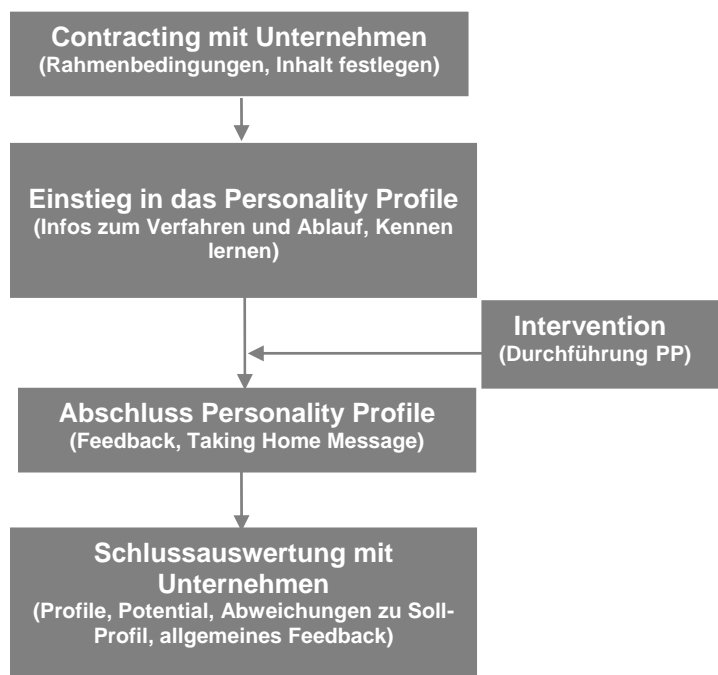 Contracting mit Unternehmen
(Rahmenbedingungen, Inhalt festlegen)
Einstieg in das Personality Profile
(Infos zum Verfahren und Ablauf, Kennen
lernen)
Intervention
(Durchführung PP)
Abschluss Personality Profile
(Feedback, Taking Home Message)
Schlussauswertung mit
Unternehmen
(Profile, Potential, Abweichungen zu Soll-
Profil, allgemeines Feedback)